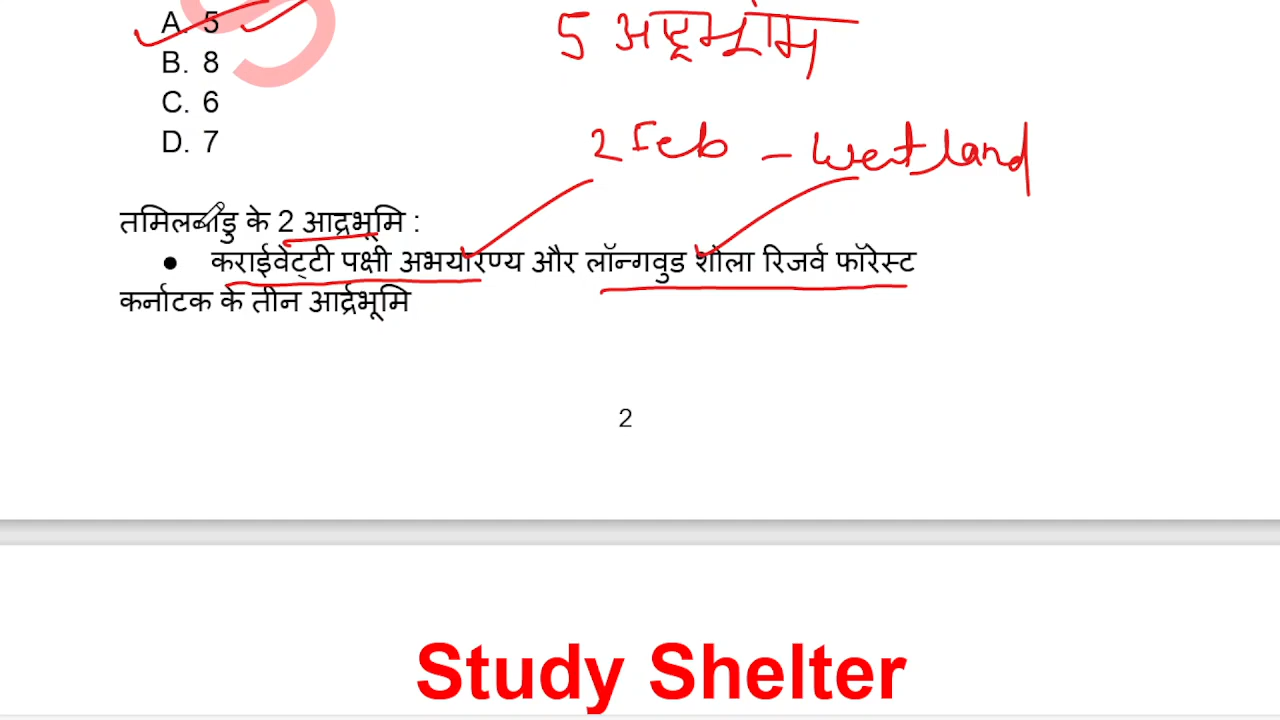 A. 5
B. 8
C. 6
D. 7
5
2 Feb - Wetland
तमिलनाडु के 2 आद्रभूमि :
● कराईवेट्टी पक्षी अभयारण्य और लॉन्गवुड शोला रिजर्व फॉरेस्ट
कर्नाटक के तीन आर्द्रभूमि
2
Study Shelter